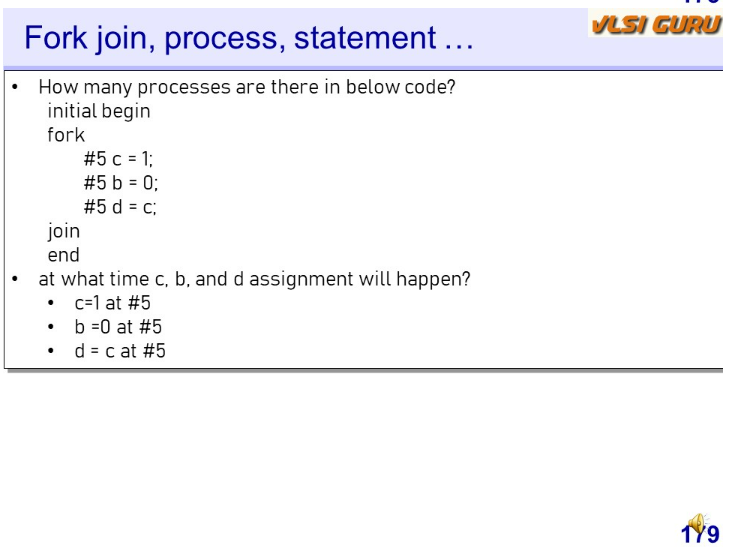 Fork join, process, statement …
VLSI GURU
• How many processes are there in below code?
initial begin
fork
#5 c = 1;
#5 b = 0;
#5 d = c;
join
end
• at what time c, b, and d assignment will happen?
• c=1 at #5
• b =0 at #5
• d = c at #5
179